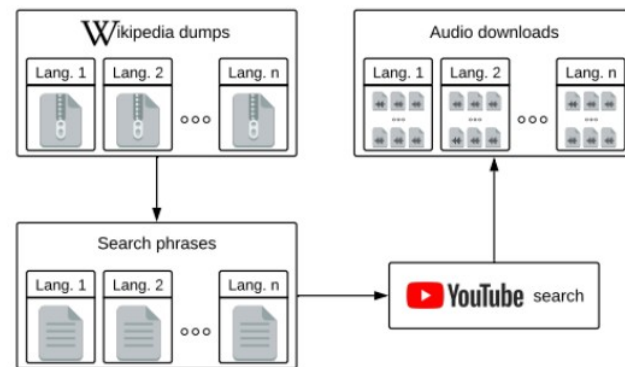 Wikipedia dumps
Lang. 1
Lang. 2
Lang. n
Audio downloads
Lang. 1
Lang. 2
Lang. n
Search phrases
Lang. 1
Lang. 2
Lang. n
YouTube search